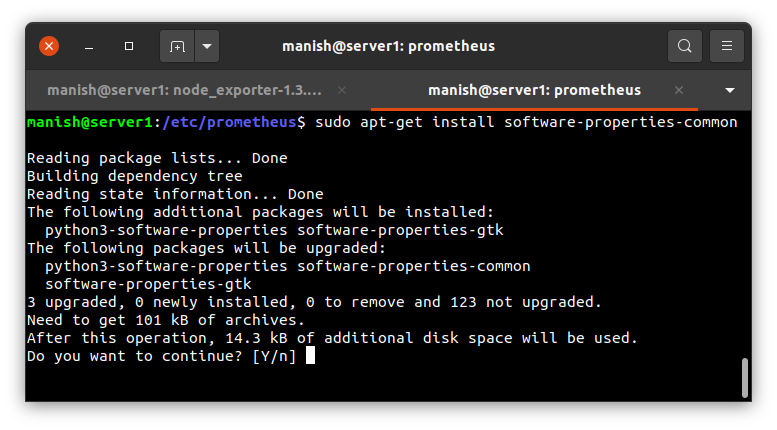 manish@server1: prometheus
manish@server1: node_exporter-1.3....
manish@server1: prometheus
manish@server1:/etc/prometheus$ sudo apt-get install software-properties-common
Reading package lists... Done
Building dependency tree
Reading state information... Done
The following additional packages will be installed:
  python3-software-properties software-properties-gtk
The following packages will be upgraded:
  python3-software-properties software-properties-common
  software-properties-gtk
3 upgraded, 0 newly installed, 0 to remove and 123 not upgraded.
Need to get 101 kB of archives.
After this operation, 14.3 kB of additional disk space will be used.
Do you want to continue? [Y/n]